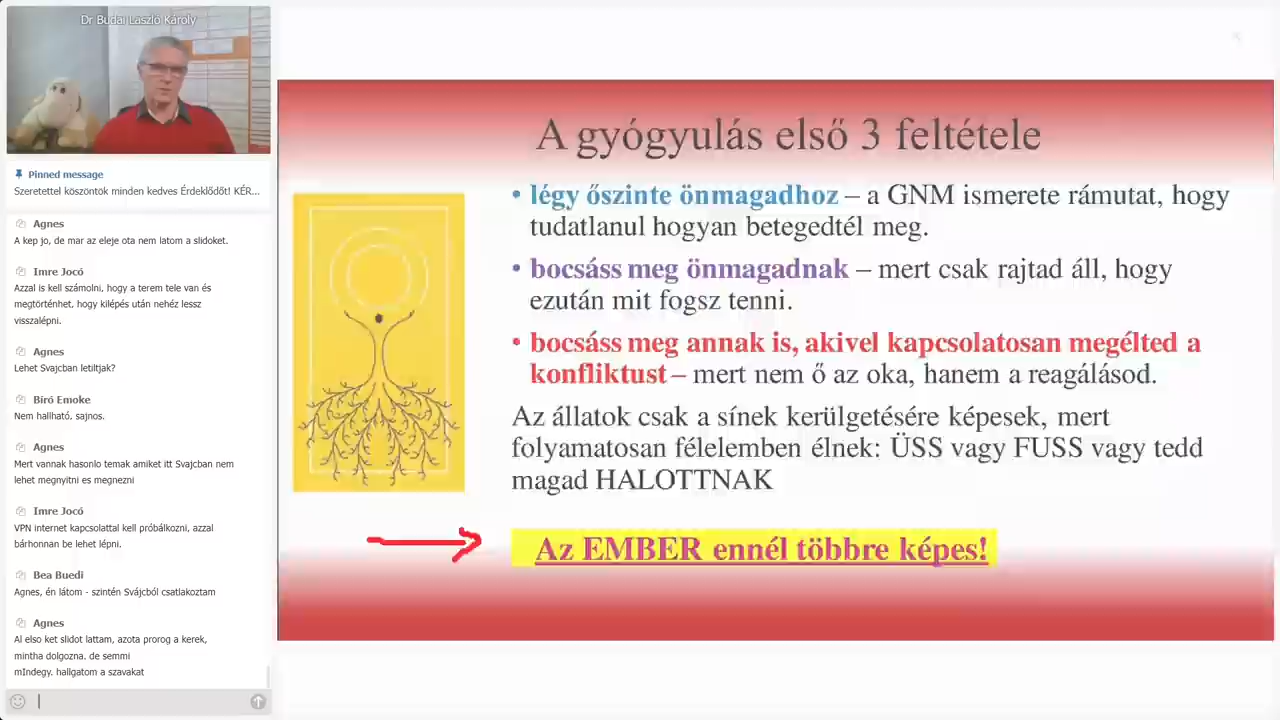 Dr Budai László Károly
Pinned message
Szeretettel köszöntök minden kedves Érdeklődőt! KÉR...
Agnes
A kep jo, de mar az eleje ota nem latom a slidoket.
Imre Jocó
Azzal is kell számolni, hogy a terem tele van és
megtörténhet, hogy kilépés után nehéz lessz
visszalépni.
Agnes
Lehet Svajcban letiltjak?
Bíró Emoke
Nem hallható, sajnos.
Agnes
Mert vannak hasonlo temak amiket itt Svajcban nem
lehet megnyitni es megnezni
Imre Jocó
VPN internet kapcsolattal kell próbálkozni, azzal
bárhonnan be lehet lépni.
Bea Buedi
Agnes, én látom - szintén Svájcból csatlakoztam
Agnes
Al elso ket slidot lattam, azota prorog a kerek,
mintha dolgozna. de semmi
mIndegy. hallgatom a szavakat
A gyógyulás első 3 feltétele
• légy őszinte önmagadhoz – a GNM ismerete rámutat, hogy
tudatlanul hogyan betegedtél meg.
• bocsáss meg önmagadnak – mert csak rajtad áll, hogy
ezután mit fogsz tenni.
• bocsáss meg annak is, akivel kapcsolatosan megélted a
konfliktust – mert nem ő az oka, hanem a reagálásod.
Az állatok csak a sínek kerülgetésére képesek, mert
folyamatosan félelemben élnek: ÜSS vagy FUSS vagy tedd
magad HALOTTNAK
Az EMBER ennél többre képes!